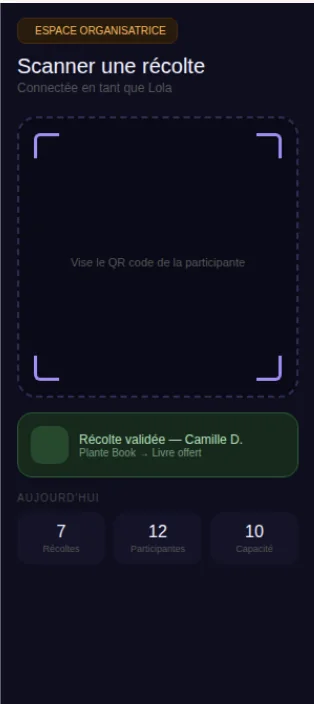 ESPACE ORGANISATRICE
Scanner une récolte
Connectée en tant que Lola
Vise le QR code de la participante
Récolte validée — Camille D.
Plante Book → Livre offert
AUJOURD'HUI
7
12
10
Récoltes
Participantes
Capacité